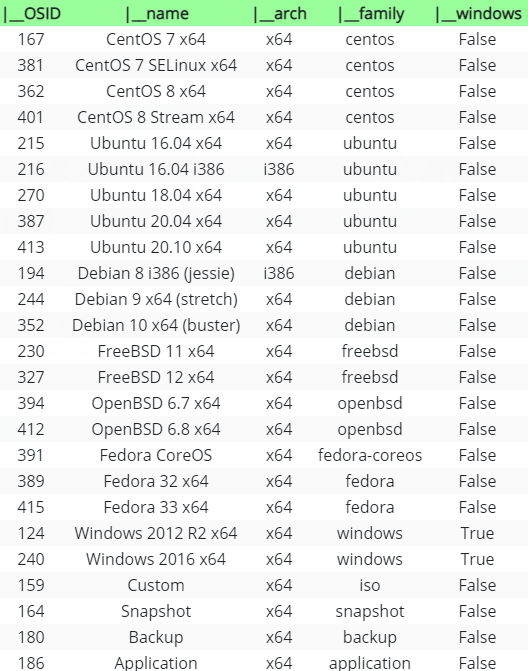 |__OSID |__name |__arch |__family |__windows
167 CentOS 7 x64 x64 centos False
381 CentOS 7 SELinux x64 x64 centos False
362 CentOS 8 x64 x64 centos False
401 CentOS 8 Stream x64 x64 centos False
215 Ubuntu 16.04 x64 x64 ubuntu False
216 Ubuntu 16.04 i386 i386 ubuntu False
270 Ubuntu 18.04 x64 x64 ubuntu False
387 Ubuntu 20.04 x64 x64 ubuntu False
413 Ubuntu 20.10 x64 x64 ubuntu False
194 Debian 8 i386 (jessie) i386 debian False
244 Debian 9 x64 (stretch) x64 debian False
352 Debian 10 x64 (buster) x64 debian False
230 FreeBSD 11 x64 x64 freebsd False
327 FreeBSD 12 x64 x64 freebsd False
394 OpenBSD 6.7 x64 x64 openbsd False
412 OpenBSD 6.8 x64 x64 openbsd False
391 Fedora CoreOS x64 fedora-coreos False
389 Fedora 32 x64 x64 fedora False
415 Fedora 33 x64 x64 fedora False
124 Windows 2012 R2 x64 x64 windows True
240 Windows 2016 x64 x64 windows True
159 Custom x64 iso False
164 Snapshot x64 snapshot False
180 Backup x64 backup False
186 Application x64 application False